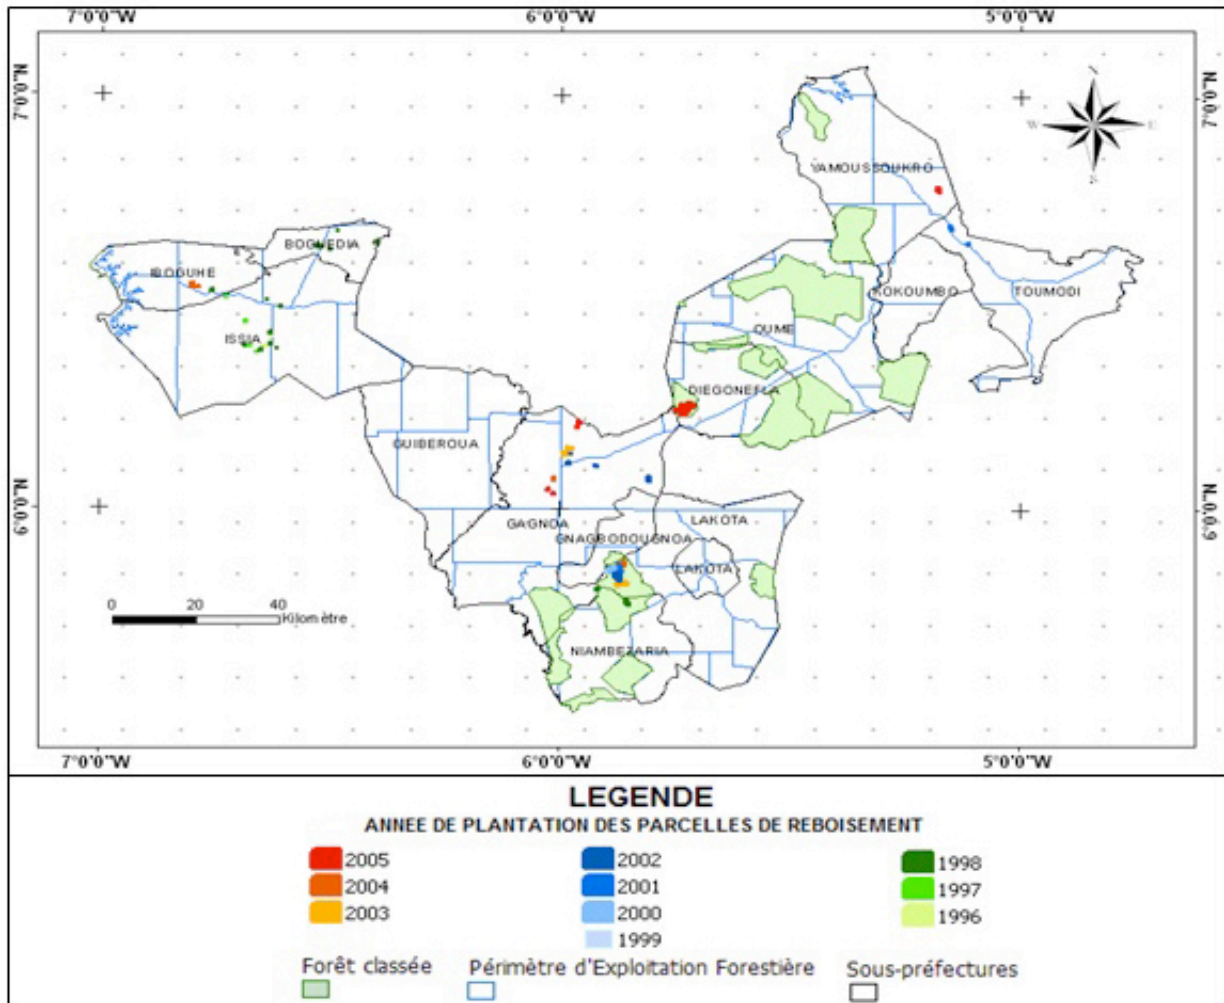 7°0'0"W 6°0'0"W 5°0'0"W
7°0'0"N 7°0'0"N
N
W E
S
YAMOUSSOUKRO
BOGUEDIA
IBOGUHE
KOKOUMBO TOUMODI
OUME
ISSIA
DIEGONEFLA
GUIBEROUA
6°0'0"N 6°0'0"N
GAGNOA LAKOTA
GNAGBODOUGNOA
LAKOTA
0 20 40
Kilomètre
NIAMBEZARIA
7°0'0"W 6°0'0"W 5°0'0"W
LEGENDE
ANNEE DE PLANTATION DES PARCELLES DE REBOISEMENT
2005 2002 1998
2004 2001 1997
2003 2000 1996
1999
Forêt classée Périmètre d'Exploitation Forestière Sous-préfectures